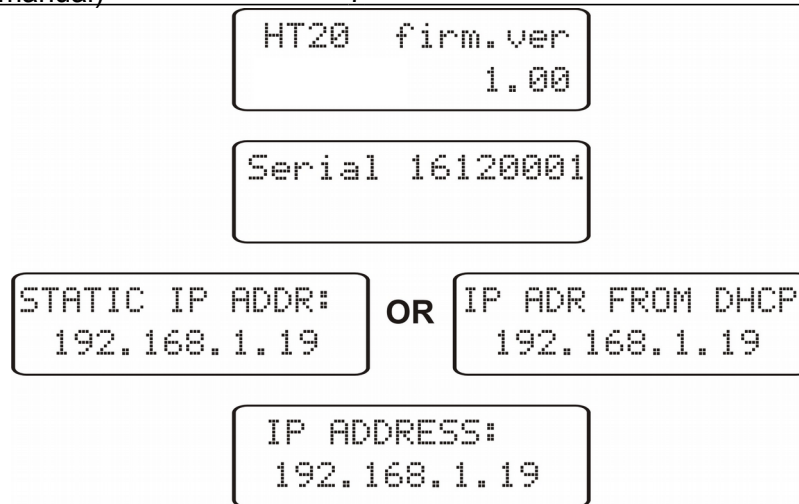 manual)
HT20 firm.ver
1.00
Serial 16120001
STATIC IP ADDR:
192.168.1.19
OR
IP ADR FROM DHCP
192.168.1.19
IP ADDRESS:
192.168.1.19